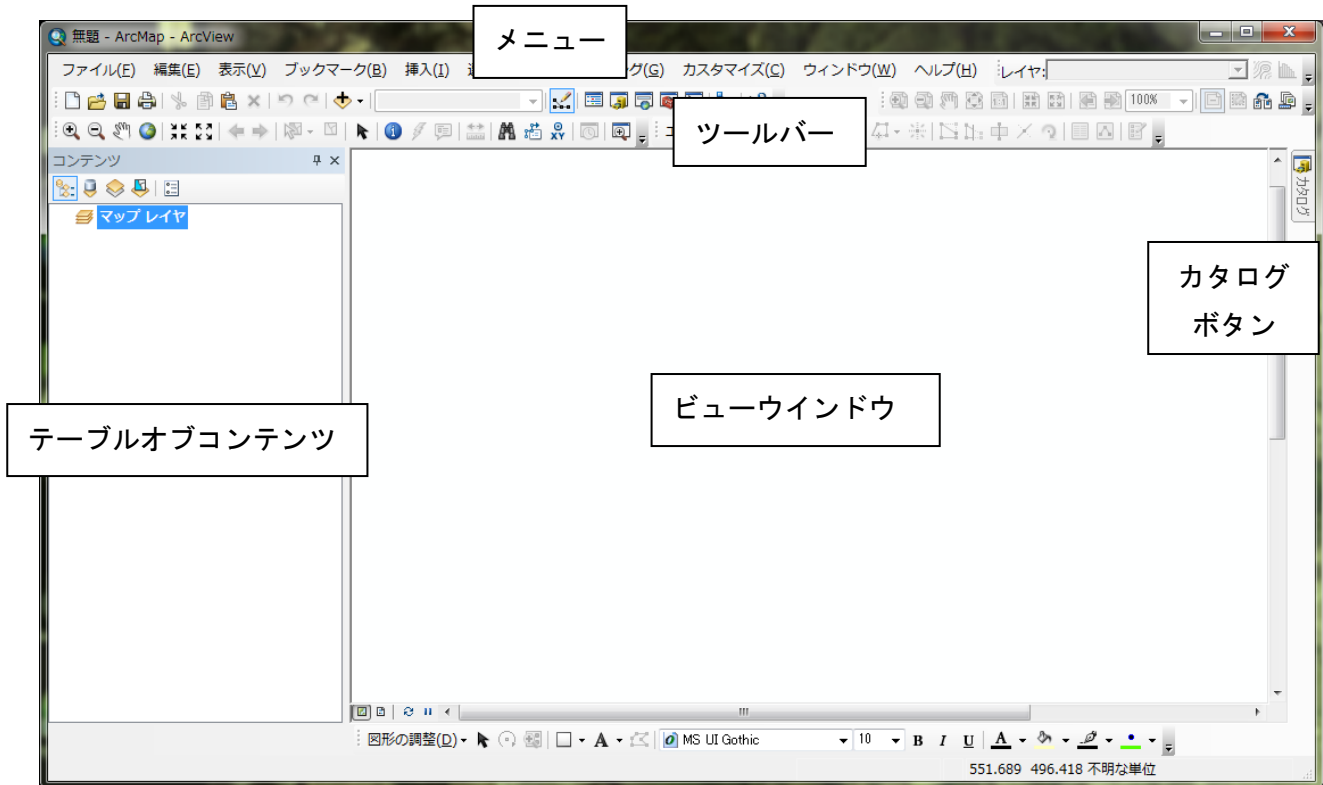 無題 - ArcMap - ArcView
メニュー
ファイル(F) 編集(E) 表示(V) ブックマーク(B) 挿入(I) グ(G) カスタマイズ(C) ウィンドウ(W) ヘルプ(H) レイヤ:
100%
ツールバー
コンテンツ
カタログ
マップ レイヤ
カタログ
ボタン
ビューウインドウ
テーブルオブコンテンツ
図形の調整(D) A MS UI Gothic 10 B I U A
551.689 496.418 不明な単位